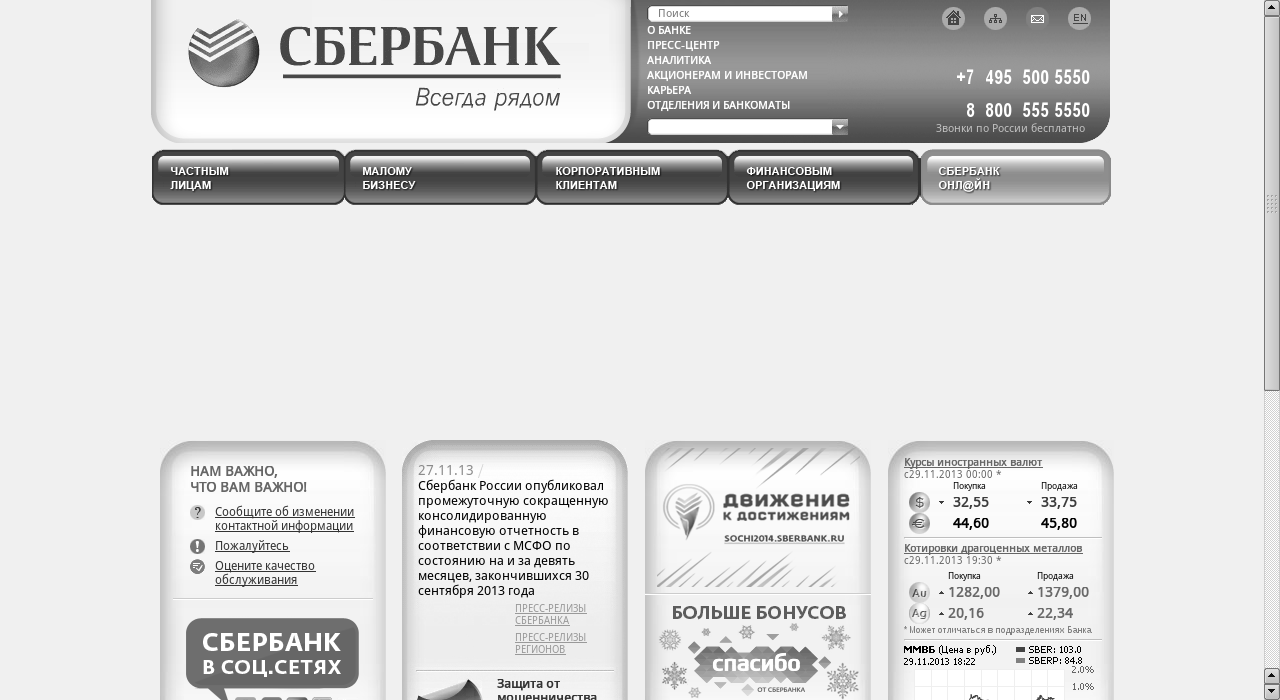 СБЕРБАНК
Всегда рядом
Поиск
О БАНКЕ
ПРЕСС-ЦЕНТР
АНАЛИТИКА
АКЦИОНЕРАМ И ИНВЕСТОРАМ
КАРЬЕРА
ОТДЕЛЕНИЯ И БАНКОМАТЫ
EN
+7 495 500 5550
8 800 555 5550
Звонки по России бесплатно
ЧАСТНЫМ
ЛИЦАМ
МАЛОМУ
БИЗНЕСУ
КОРПОРАТИВНЫМ
КЛИЕНТАМ
ФИНАНСОВЫМ
ОРГАНИЗАЦИЯМ
СБЕРБАНК
ОНЛ@ЙН
НАМ ВАЖНО,
ЧТО ВАМ ВАЖНО!
Сообщите об изменении
контактной информации
Пожалуйтесь
Оцените качество
обслуживания
СБЕРБАНК
В СОЦ.СЕТЯХ
27.11.13 /
Сбербанк России опубликовал
промежуточную сокращенную
консолидированную
финансовую отчетность в
соответствии с МСФО по
состоянию на и за девять
месяцев, закончившихся 30
сентября 2013 года
ПРЕСС-РЕЛИЗЫ
СБЕРБАНКА
ПРЕСС-РЕЛИЗЫ
РЕГИОНОВ
Защита от
мошенничества
ДВИЖЕНИЕ
К ДОСТИЖЕНИЯМ
SOCHI2014.SBERBANK.RU
БОЛЬШЕ БОНУСОВ
спасибо
ОТ СБЕРБАНКА
Курсы иностранных валют
с29.11.2013 00:00 *
Покупка Продажа
$ 32,55 33,75
€ 44,60 45,80
Котировки драгоценных металлов
с29.11.2013 19:30 *
Покупка Продажа
Au 1282,00 1379,00
Ag 20,16 22,34
* Может отличаться в подразделениях Банка
ММВБ (Цена в руб.) SBER: 103.0
29.11.2013 18:22 SBERP: 84.8
2.0%
1.0%